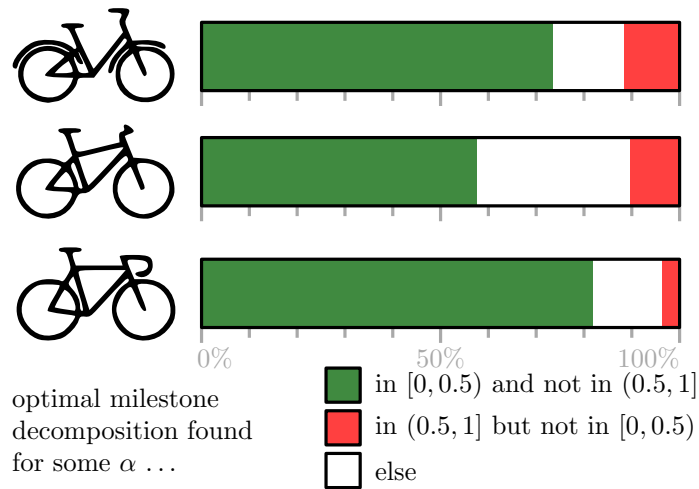 0% 50% 100%
optimal milestone
decomposition found
for some α …
in [0, 0.5) and not in (0.5, 1]
in (0.5, 1] but not in [0, 0.5)
else